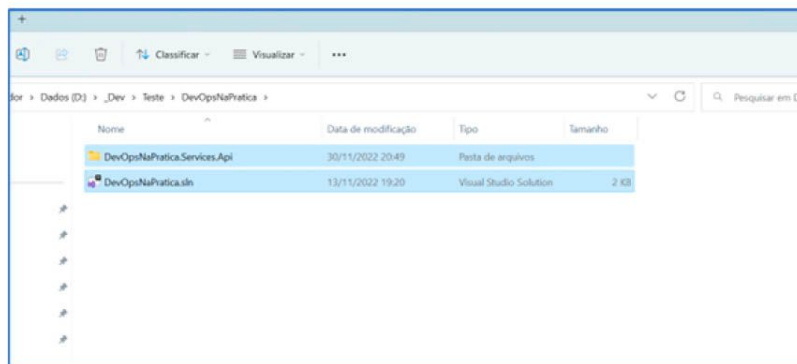 +
Classificar Visualizar ...
dor > Dados (D:) > _Dev > Teste > DevOpsNaPratica >
Pesquisar em D
Nome Data de modificação Tipo Tamanho
DevOpsNaPratica.Services.Api 30/11/2022 20:49 Pasta de arquivos
DevOpsNaPratica.sln 13/11/2022 19:20 Visual Studio Solution 2 KB